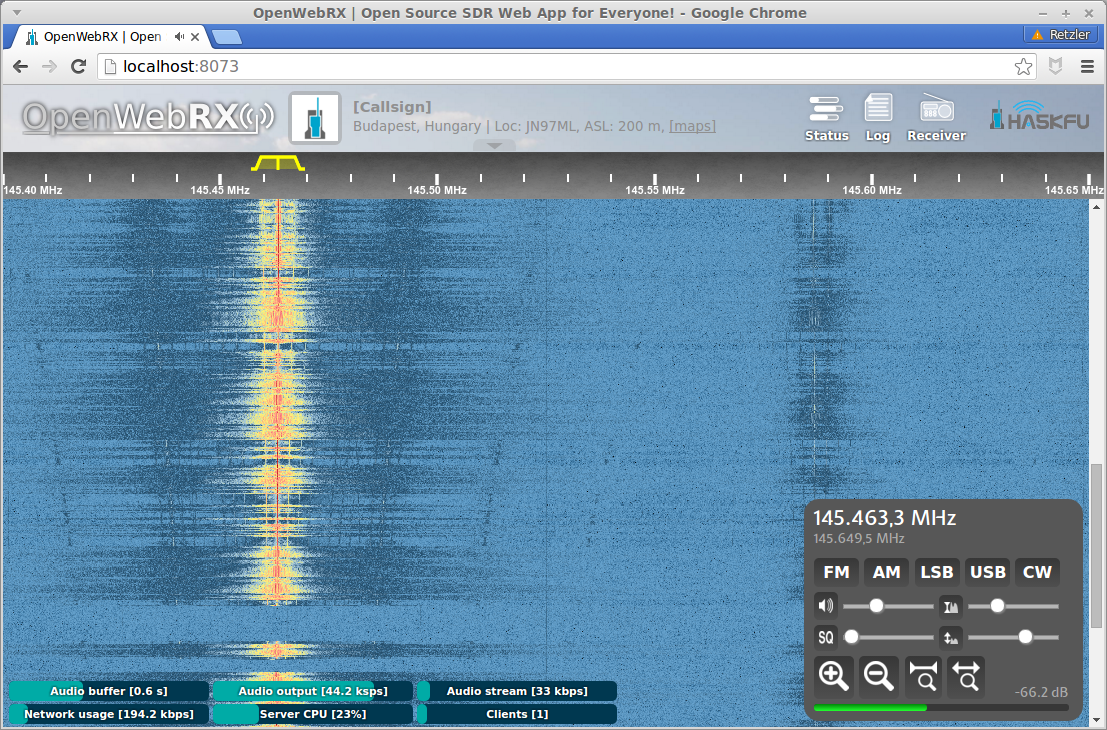 OpenWebRX | Open Source SDR Web App for Everyone! - Google Chrome
OpenWebRX | Open
Retzler
localhost:8073
OpenWebRX
[Callsign]
Budapest, Hungary | Loc: JN97ML, ASL: 200 m, [maps]
Status Log Receiver
HASKFU
145.40 MHz 145.45 MHz 145.50 MHz 145.55 MHz 145.60 MHz 145.65 MHz
145.463,3 MHz
145.649,5 MHz
FM AM LSB USB CW
SQ
-66.2 dB
Audio buffer [0.6 s] Audio output [44.2 ksps] Audio stream [33 kbps]
Network usage [194.2 kbps] Server CPU [23%] Clients [1]